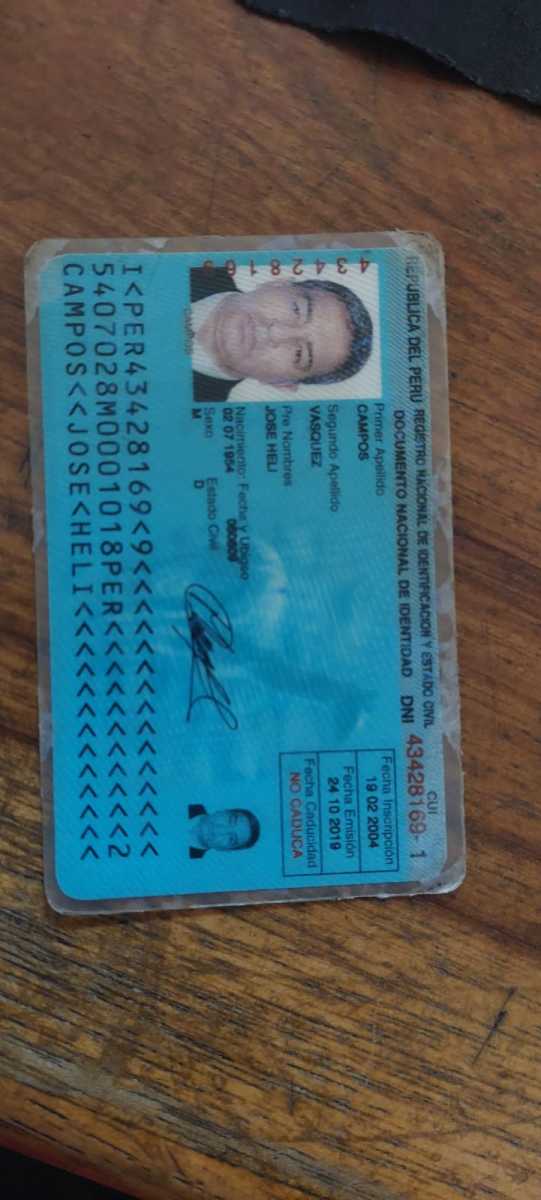 REPUBLICA DEL PERU REGISTRO NACIONAL DE IDENTIFICACION Y ESTADO CIVIL
DOCUMENTO NACIONAL DE IDENTIDAD DNI 43428169 - 1
CUI
Primer Apellido
CAMPOS
Segundo Apellido
VASQUEZ
Pre Nombres
JOSE HELI
Nacimiento: Fecha y Ubigeo
02 07 1954
Sexo Estado Civil
M D
Fecha Inscripción
19 02 2004
Fecha Emisión
24 10 2019
Fecha Caducidad
NO CADUCA
I<PER43428169<9<<<<<<<<<<<<<<<
5407028M0001018PER<<<<<<<<<<<2
CAMPOS<<JOSE<HELI<<<<<<<<<<<<<